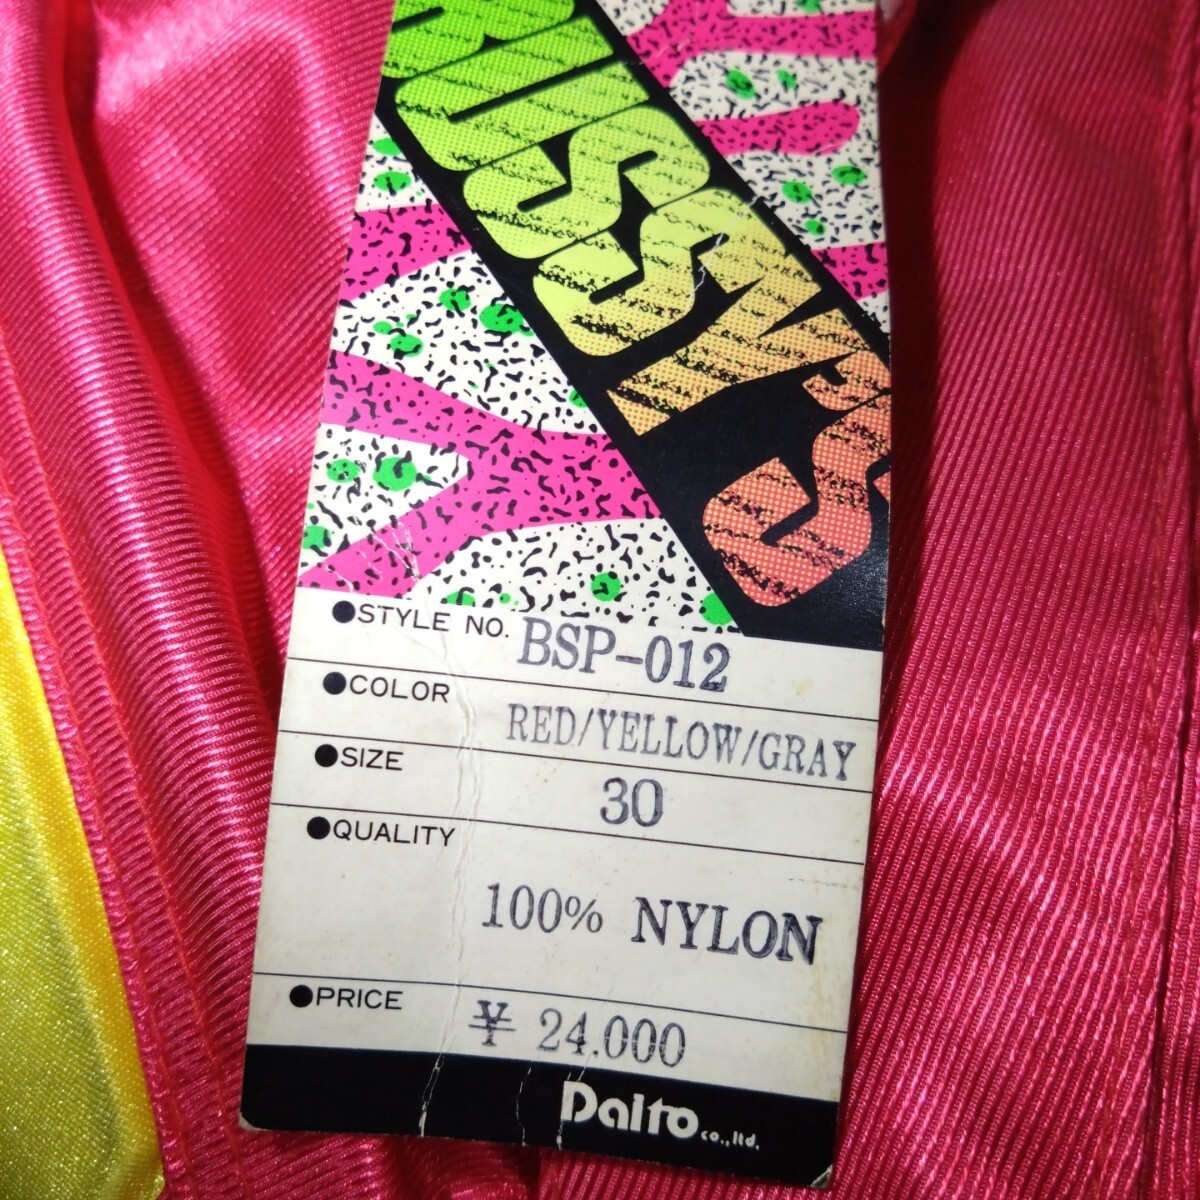 BUSSY'S
●STYLE NO. BSP-012
●COLOR RED/YELLOW/GRAY
●SIZE 30
●QUALITY
100% NYLON
●PRICE ¥ 24.000
Daito co.,ltd.